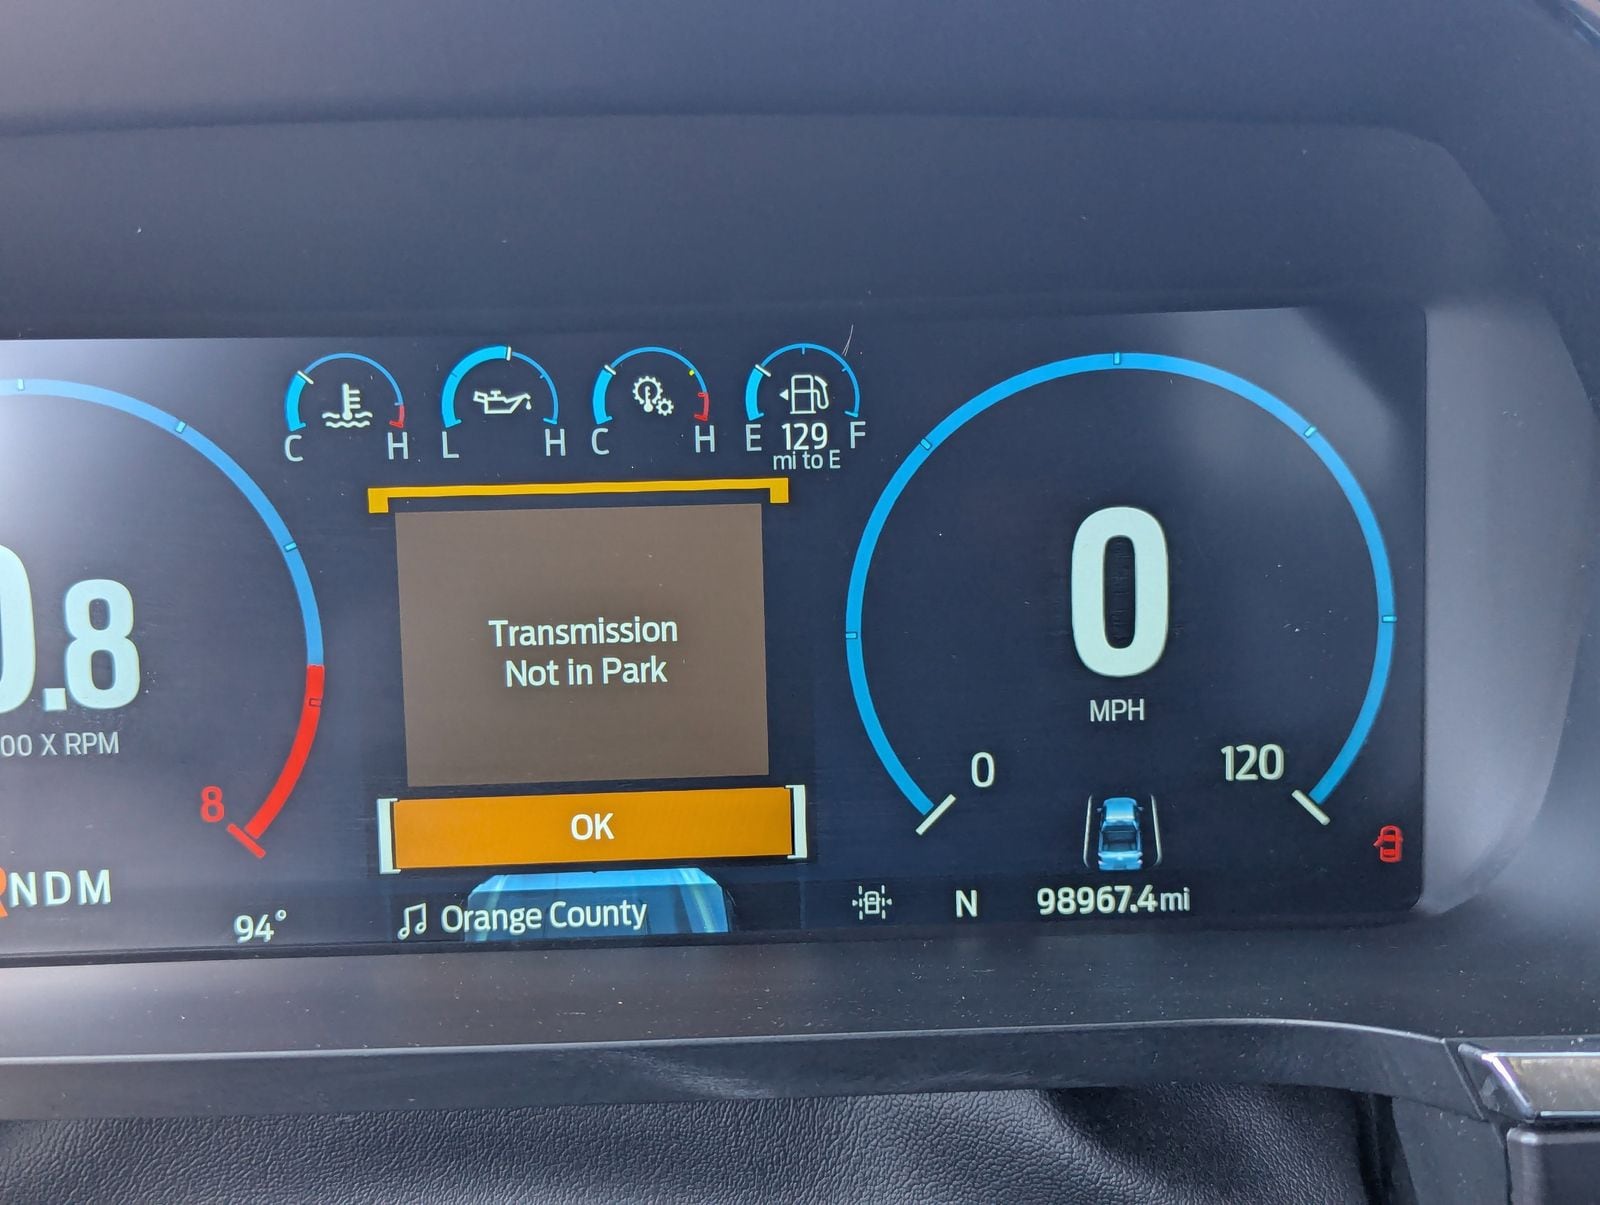 C H L H C H E 129 F
mi to E
Transmission
Not in Park
OK
.8
00 X RPM
8
NDM
94°
Orange County
0
MPH
0
120
N
98967.4 mi